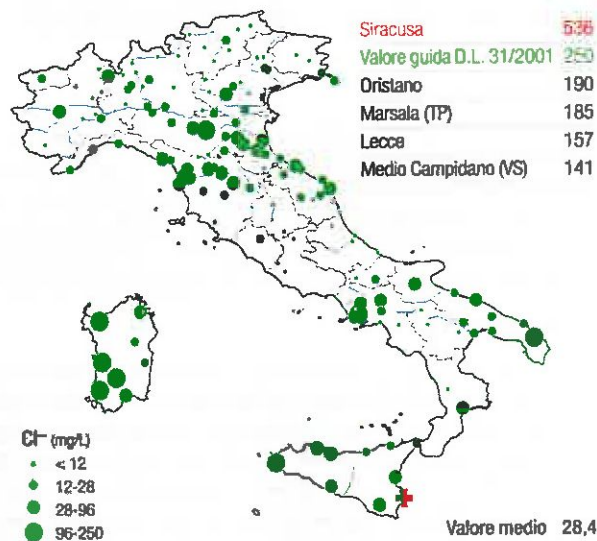 Siracusa 536
Valore guida D.L. 31/2001 250
Oristano 190
Marsala (TP) 185
Lecce 157
Medio Campidano (VS) 141
Cl⁻ (mg/L)
< 12
12-28
28-96
96-250
Valore medio 28,4